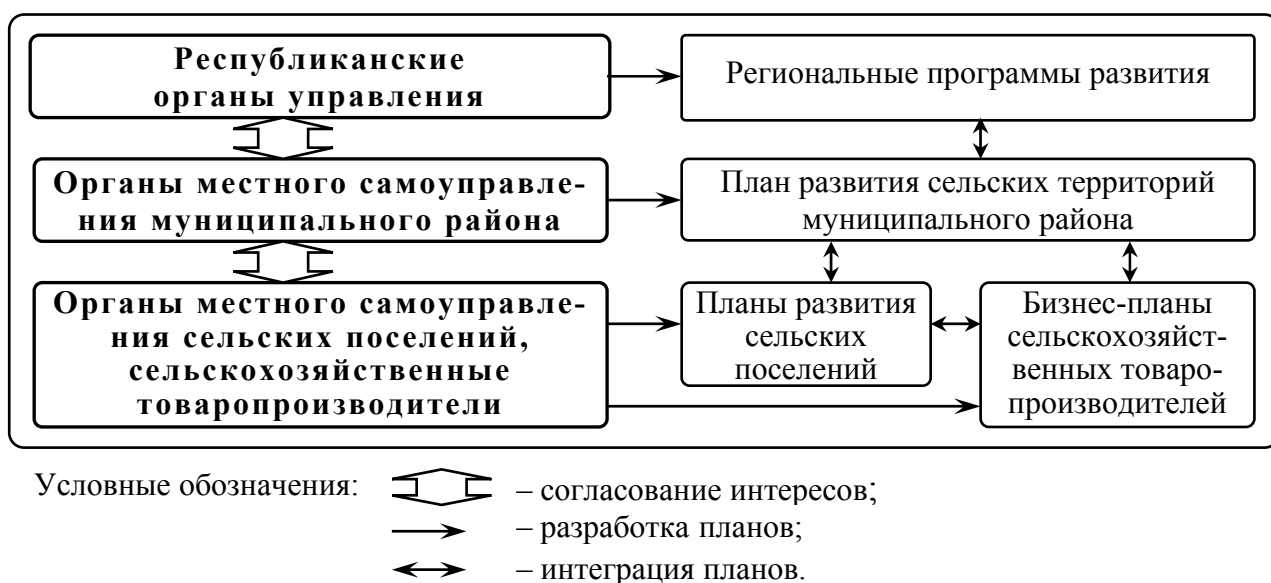 Республиканские
органы управления
Региональные программы развития
Органы местного самоуправле-
ния муниципального района
План развития сельских территорий
муниципального района
Органы местного самоуправле-
ния сельских поселений,
сельскохозяйственные
товаропроизводители
Планы развития
сельских
поселений
Бизнес-планы
сельскохозяйст-
венных товаро-
производителей
Условные обозначения:
– согласование интересов;
– разработка планов;
– интеграция планов.